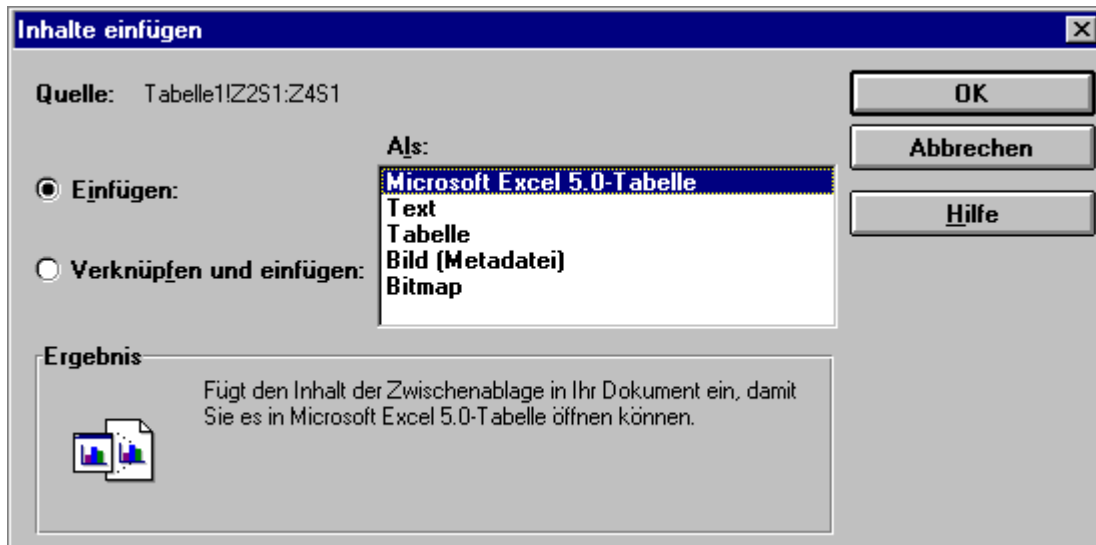 Inhalte einfügen
Quelle: Tabelle1!Z2S1:Z4S1
OK
Als:
Abbrechen
Einfügen:
Microsoft Excel 5.0-Tabelle
Text
Tabelle
Bild (Metadatei)
Bitmap
Hilfe
Verknüpfen und einfügen:
Ergebnis
Fügt den Inhalt der Zwischenablage in Ihr Dokument ein, damit
Sie es in Microsoft Excel 5.0-Tabelle öffnen können.